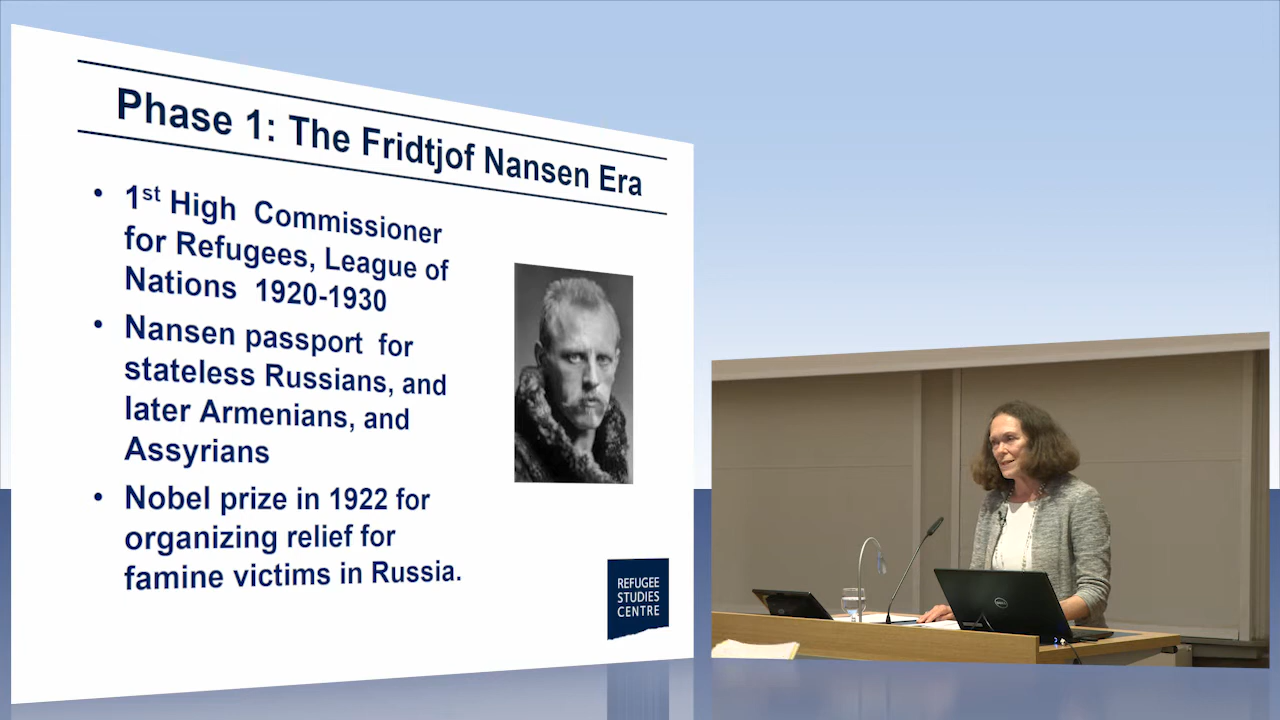 Phase 1: The Fridtjof Nansen Era
• 1st High Commissioner
for Refugees, League of
Nations 1920-1930
• Nansen passport for
stateless Russians, and
later Armenians, and
Assyrians
• Nobel prize in 1922 for
organizing relief for
famine victims in Russia.
REFUGEE
STUDIES
CENTRE
DELL